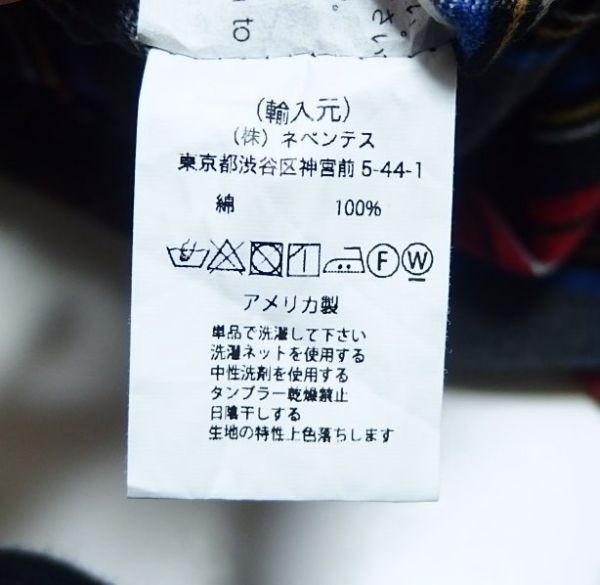 い。
さい
to
(輸入元)
(株) ネペンテス
東京都渋谷区神宮前 5-44-1
綿 100%
F W
アメリカ製
単品で洗濯して下さい
洗濯ネットを使用する
中性洗剤を使用する
タンブラー乾燥禁止
日陰干しする
生地の特性上色落ちします